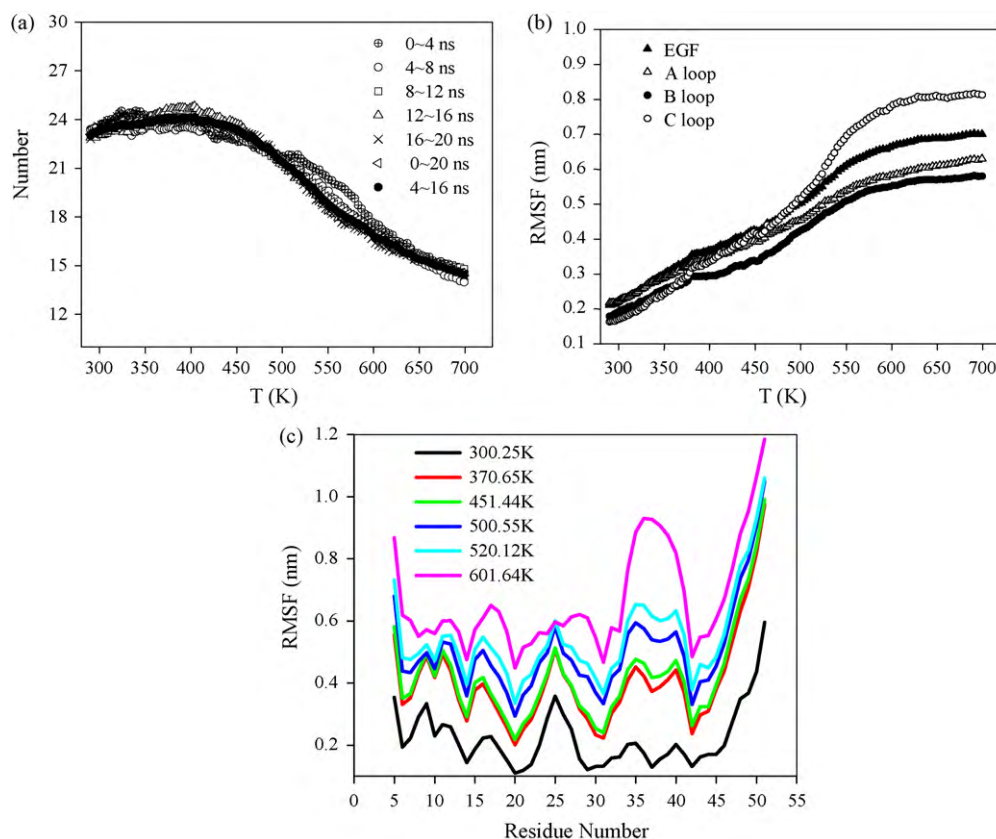 (a)
30
27
24
21
18
15
12
Number
300 350 400 450 500 550 600 650 700
T (K)
0~4 ns
4~8 ns
8~12 ns
12~16 ns
16~20 ns
0~20 ns
4~16 ns
(b)
1.0
0.9
0.8
0.7
0.6
0.5
0.4
0.3
0.2
0.1
RMSF (nm)
300 350 400 450 500 550 600 650 700
T (K)
EGF
A loop
B loop
C loop
(c)
1.2
1.0
0.8
0.6
0.4
0.2
RMSF (nm)
0 5 10 15 20 25 30 35 40 45 50 55
Residue Number
300.25K
370.65K
451.44K
500.55K
520.12K
601.64K